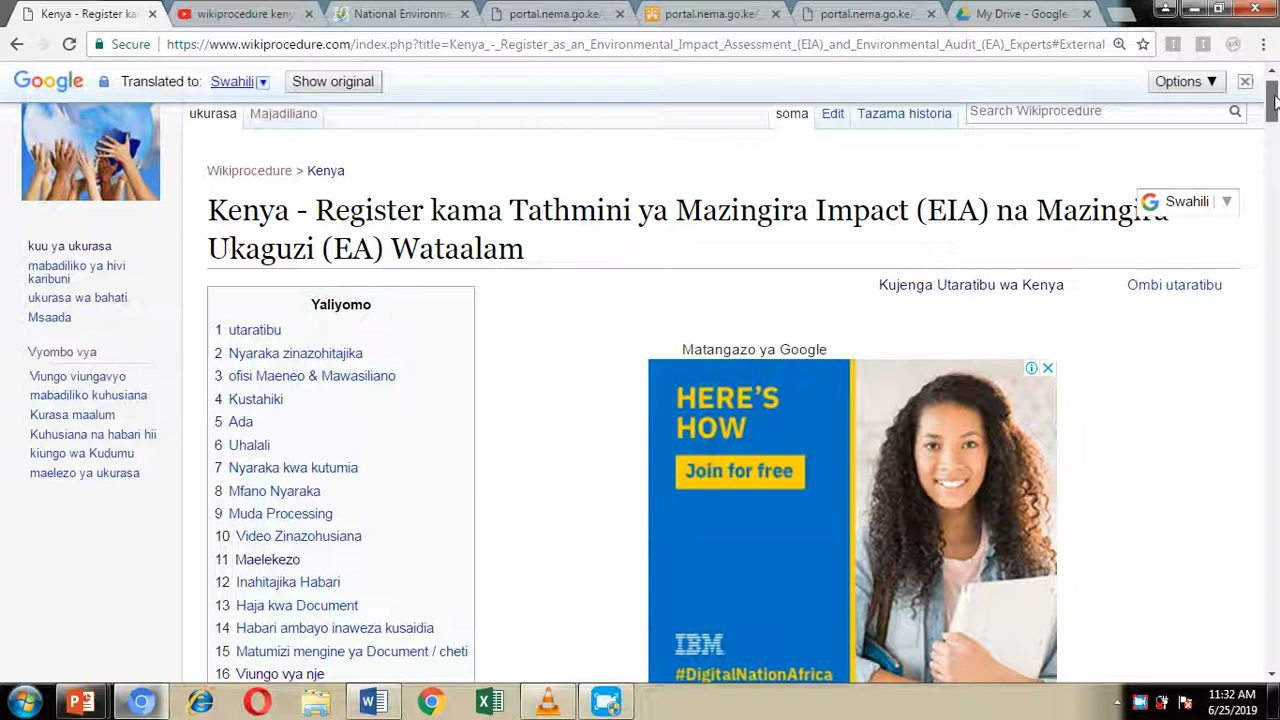 Kenya - Register ka
wikiprocedure keny
National Environme
portal.nema.go.ke/
portal.nema.go.ke/
portal.nema.go.ke/
My Drive - Google
Secure
https://www.wikiprocedure.com/index.php?title=Kenya_-_Register_as_an_Environmental_Impact_Assessment_(EIA)_and_Environmental_Audit_(EA)_Experts#External
Google Translated to: Swahili Show original Options ▼
ukurasa Majadiliano soma Edit Tazama historia Search Wikiprocedure
Wikiprocedure > Kenya
Kenya - Register kama Tathmini ya Mazingira Impact (EIA) na Mazingira
Ukaguzi (EA) Wataalam
G Swahili ▼
Kujenga Utaratibu wa Kenya Ombi utaratibu
kuu ya ukurasa
mabadiliko ya hivi
karibuni
ukurasa wa bahati
Msaada
Vyombo vya
Viungo viungavyo
mabadiliko kuhusiana
Kurasa maalum
Kuhusiana na habari hii
kiungo wa Kudumu
maelezo ya ukurasa
Yaliyomo
1 utaratibu
2 Nyaraka zinazohitajika
3 ofisi Maeneo & Mawasiliano
4 Kustahiki
5 Ada
6 Uhalali
7 Nyaraka kwa kutumia
8 Mfano Nyaraka
9 Muda Processing
10 Video Zinazohusiana
11 Maelekezo
12 Inahitajika Habari
13 Haja kwa Document
14 Habari ambayo inaweza kusaidia
15 Matumizi mengine ya Document / cheti
16 Viungo vya nje
Matangazo ya Google
HERE'S
HOW
Join for free
IBM
#DigitalNationAfrica
11:32 AM
6/25/2019